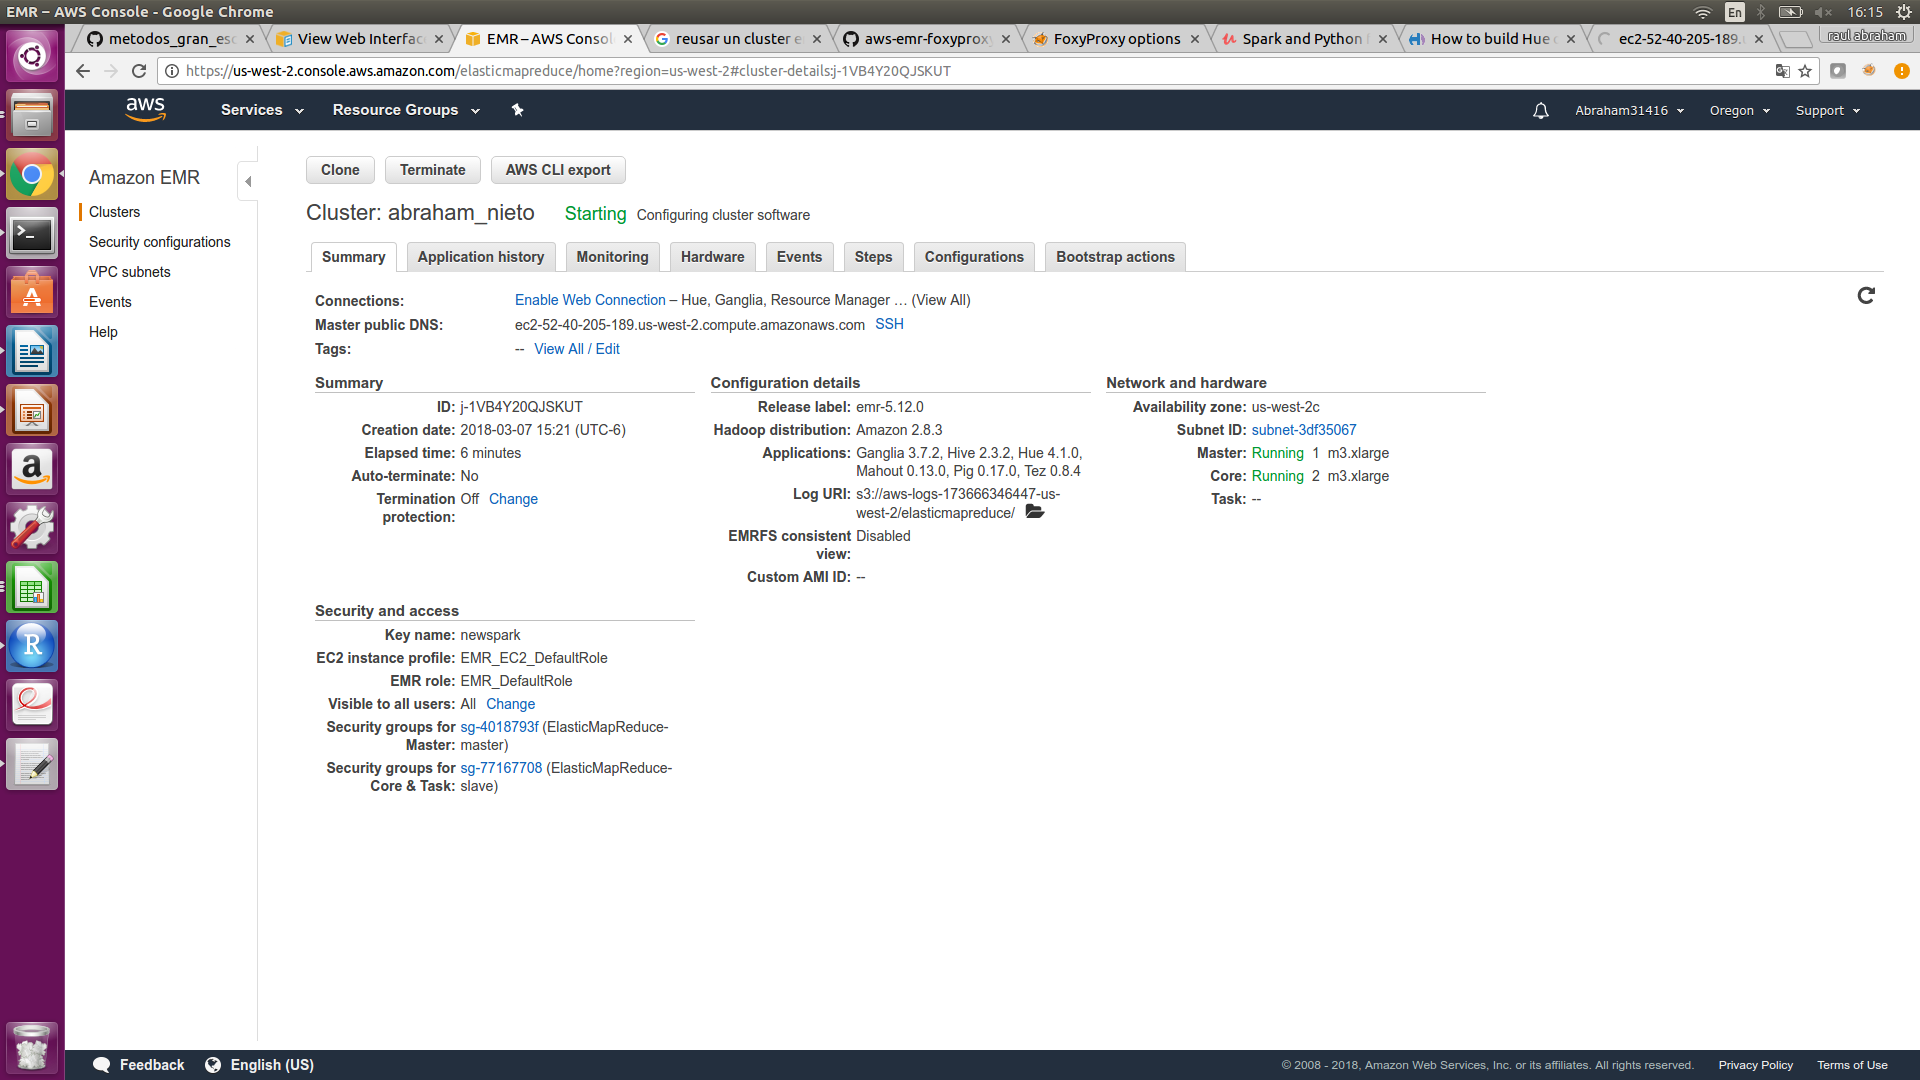 EMR – AWS Console - Google Chrome
En
16:15
metodos_gran_esc
View Web Interfac
EMR – AWS Consol
reusar un cluster e
aws-emr-foxyproxy
FoxyProxy options
Spark and Python
How to build Hue
ec2-52-40-205-189.
raul abraham
https://us-west-2.console.aws.amazon.com/elasticmapreduce/home?region=us-west-2#cluster-details:j-1VB4Y20QJSKUT
aws
Services
Resource Groups
Abraham31416
Oregon
Support
Amazon EMR
Clusters
Security configurations
VPC subnets
Events
Help
Clone
Terminate
AWS CLI export
Cluster: abraham_nieto
Starting
Configuring cluster software
Summary
Application history
Monitoring
Hardware
Events
Steps
Configurations
Bootstrap actions
Connections: Enable Web Connection – Hue, Ganglia, Resource Manager … (View All)
Master public DNS: ec2-52-40-205-189.us-west-2.compute.amazonaws.com SSH
Tags: -- View All / Edit
Summary
ID: j-1VB4Y20QJSKUT
Creation date: 2018-03-07 15:21 (UTC-6)
Elapsed time: 6 minutes
Auto-terminate: No
Termination Off Change
protection:
Configuration details
Release label: emr-5.12.0
Hadoop distribution: Amazon 2.8.3
Applications: Ganglia 3.7.2, Hive 2.3.2, Hue 4.1.0,
Mahout 0.13.0, Pig 0.17.0, Tez 0.8.4
Log URI: s3://aws-logs-173666346447-us-
west-2/elasticmapreduce/
EMRFS consistent Disabled
view:
Custom AMI ID: --
Network and hardware
Availability zone: us-west-2c
Subnet ID: subnet-3df35067
Master: Running 1 m3.xlarge
Core: Running 2 m3.xlarge
Task: --
Security and access
Key name: newspark
EC2 instance profile: EMR_EC2_DefaultRole
EMR role: EMR_DefaultRole
Visible to all users: All Change
Security groups for sg-4018793f (ElasticMapReduce-
Master: master)
Security groups for sg-77167708 (ElasticMapReduce-
Core & Task: slave)
Feedback
English (US)
© 2008 - 2018, Amazon Web Services, Inc. or its affiliates. All rights reserved.
Privacy Policy
Terms of Use